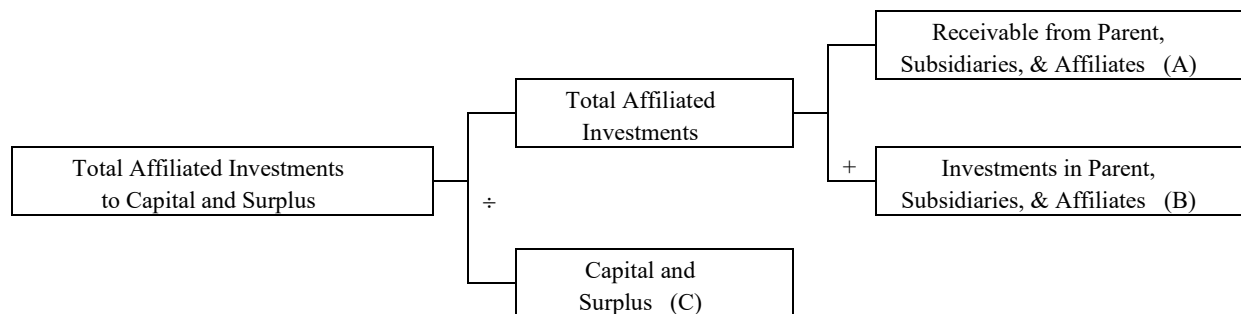 Total Affiliated Investments
to Capital and Surplus
÷
Total Affiliated
Investments
Capital and
Surplus (C)
+
Receivable from Parent,
Subsidiaries, & Affiliates (A)
Investments in Parent,
Subsidiaries, & Affiliates (B)